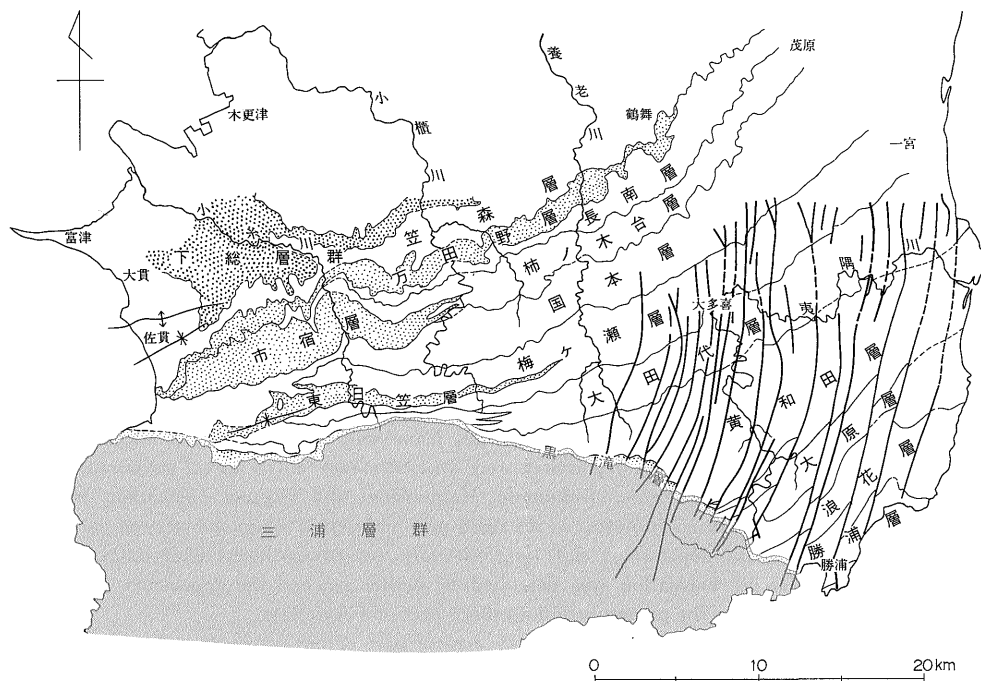 茂原
養老川
小櫃川
鶴舞
木更津
一宮
小糸川
富津
下総層群
大貫
佐貫
笠森層
万田野層
長南層
柿木台層
国本層
市宿層
梅ヶ瀬層
東日笠層
大田代層
大多喜
夷隅川
黄和田層
大原層
浪花層
勝浦層
勝浦
黒滝層
三浦層群
0 10 20km